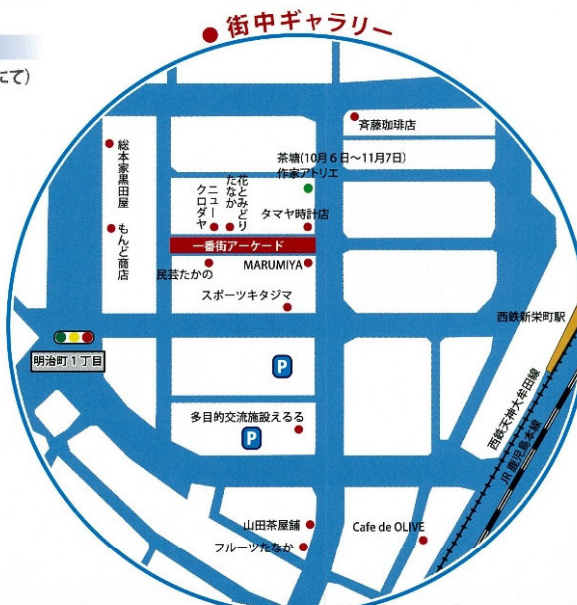 ● 街中ギャラリー
にて)
斉藤珈琲店
総本家黒田屋
もんど商店
茶塘(10月6日~11月7日)
作家アトリエ
花とみどり
たなか
ニュー
クロダヤ
タマヤ時計店
一番街アーケード
民芸たかの
MARUMIYA
スポーツキタジマ
西鉄新栄町駅
明治町1丁目
P
西鉄天神大牟田線
JR鹿児島本線
多目的交流施設えるる
P
山田茶屋舗
フルーツたなか
Cafe de OLIVE